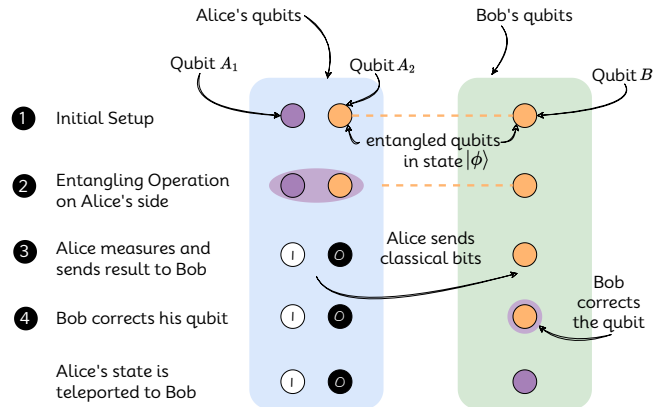 Alice's qubits
Bob's qubits
Qubit A₁
Qubit A₂
Qubit B
1 Initial Setup
entangled qubits
in state |ϕ⟩
2 Entangling Operation
on Alice's side
3 Alice measures and
sends result to Bob
1 0
Alice sends
classical bits
4 Bob corrects his qubit
1 0
Bob
corrects
the qubit
Alice's state is
teleported to Bob
1 0